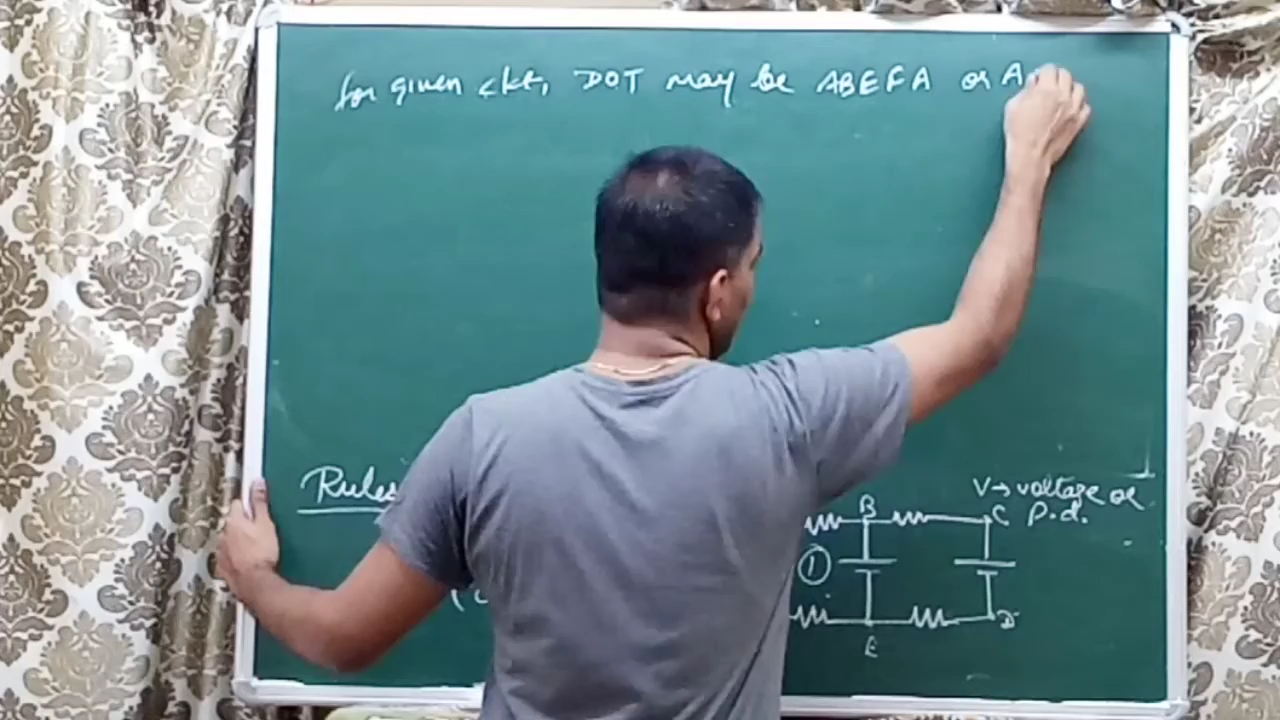 for given ckt, DOT may be ABEFA or A
Rules
V→voltage or
p.d.
B
C
1
D
E